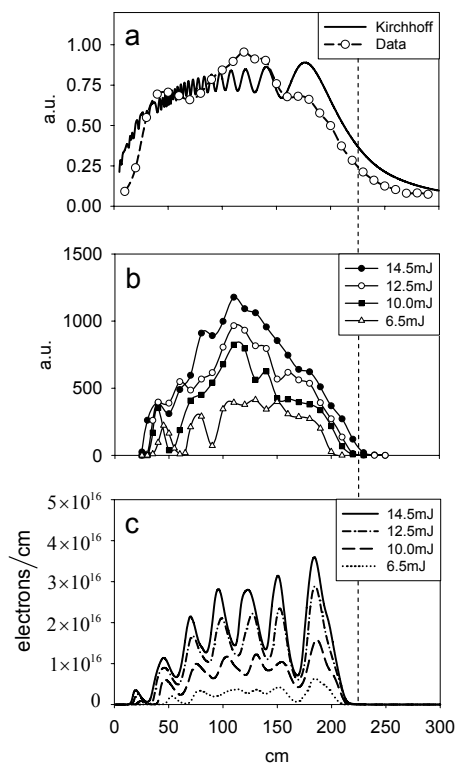 a
Kirchhoff
Data
a.u.
1.00
0.75
0.50
0.25
0.00
b
14.5mJ
12.5mJ
10.0mJ
6.5mJ
a.u.
1500
1000
500
0
c
14.5mJ
12.5mJ
10.0mJ
6.5mJ
electrons/cm
5×10¹⁶
4×10¹⁶
3×10¹⁶
2×10¹⁶
1×10¹⁶
0
0 50 100 150 200 250 300
cm